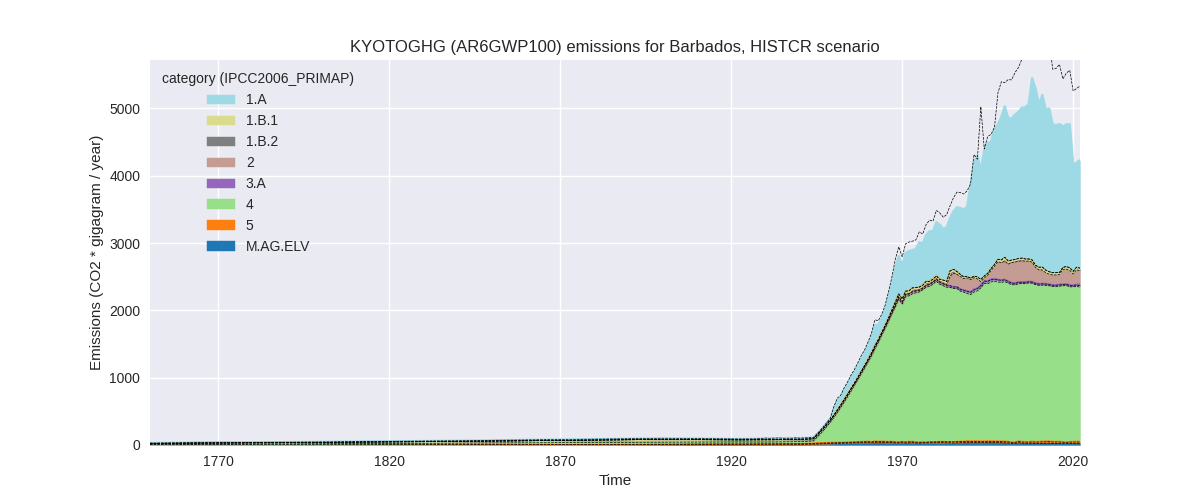 KYOTOGHG (AR6GWP100) emissions for Barbados, HISTCR scenario
category (IPCC2006_PRIMAP)
1.A
1.B.1
1.B.2
2
3.A
4
5
M.AG.ELV
Emissions (CO2 * gigagram / year)
5000
4000
3000
2000
1000
0
1770 1820 1870 1920 1970 2020
Time